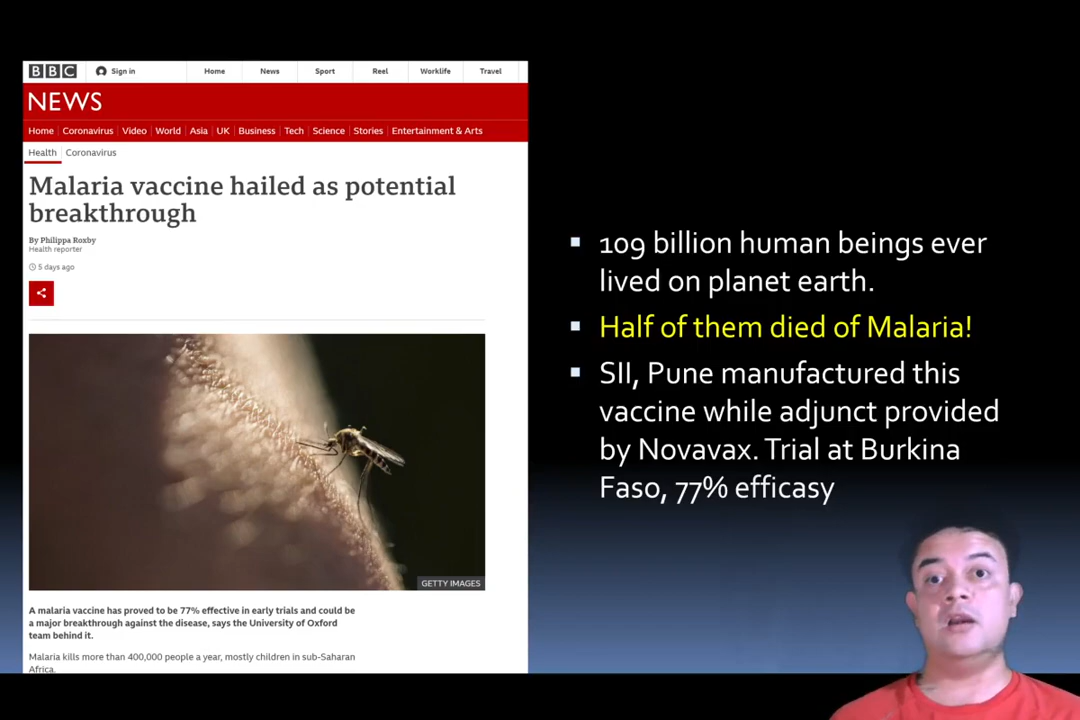 BBC Sign in Home News Sport Reel Worklife Travel
NEWS
Home Coronavirus Video World Asia UK Business Tech Science Stories Entertainment & Arts
Health Coronavirus
Malaria vaccine hailed as potential
breakthrough
By Philippa Roxby
Health reporter
5 days ago
GETTY IMAGES
A malaria vaccine has proved to be 77% effective in early trials and could be
a major breakthrough against the disease, says the University of Oxford
team behind it.
Malaria kills more than 400,000 people a year, mostly children in sub-Saharan
Africa.
109 billion human beings ever
lived on planet earth.
Half of them died of Malaria!
SII, Pune manufactured this
vaccine while adjunct provided
by Novavax. Trial at Burkina
Faso, 77% efficasy